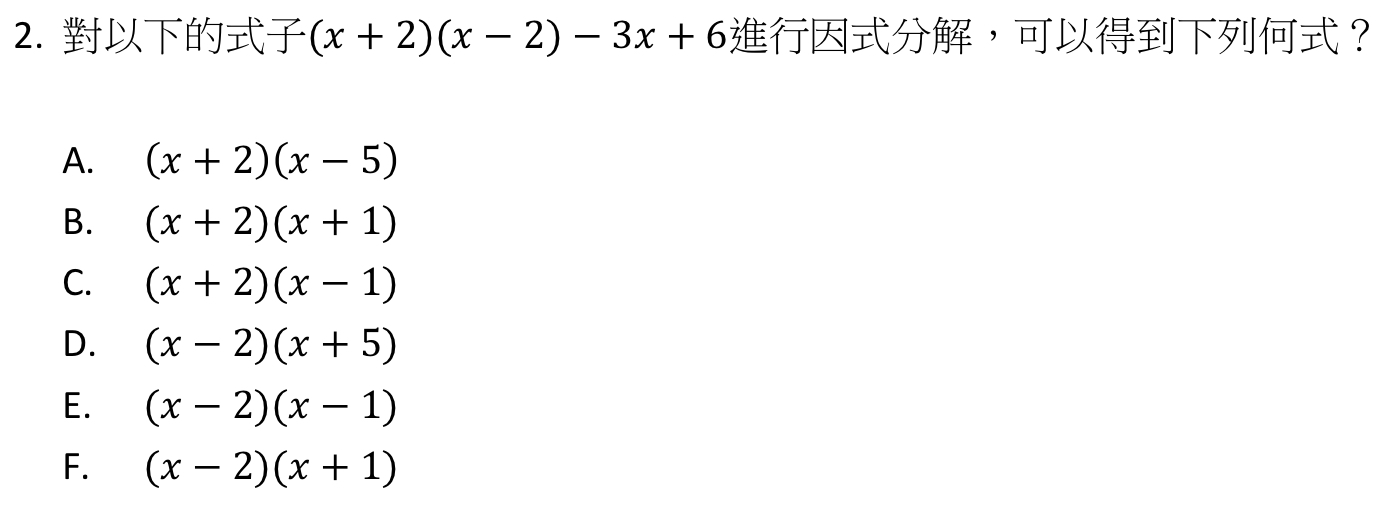 2. 對以下的式子(x + 2)(x − 2) − 3x + 6進行因式分解，可以得到下列何式？
A. (x + 2)(x − 5)
B. (x + 2)(x + 1)
C. (x + 2)(x − 1)
D. (x − 2)(x + 5)
E. (x − 2)(x − 1)
F. (x − 2)(x + 1)